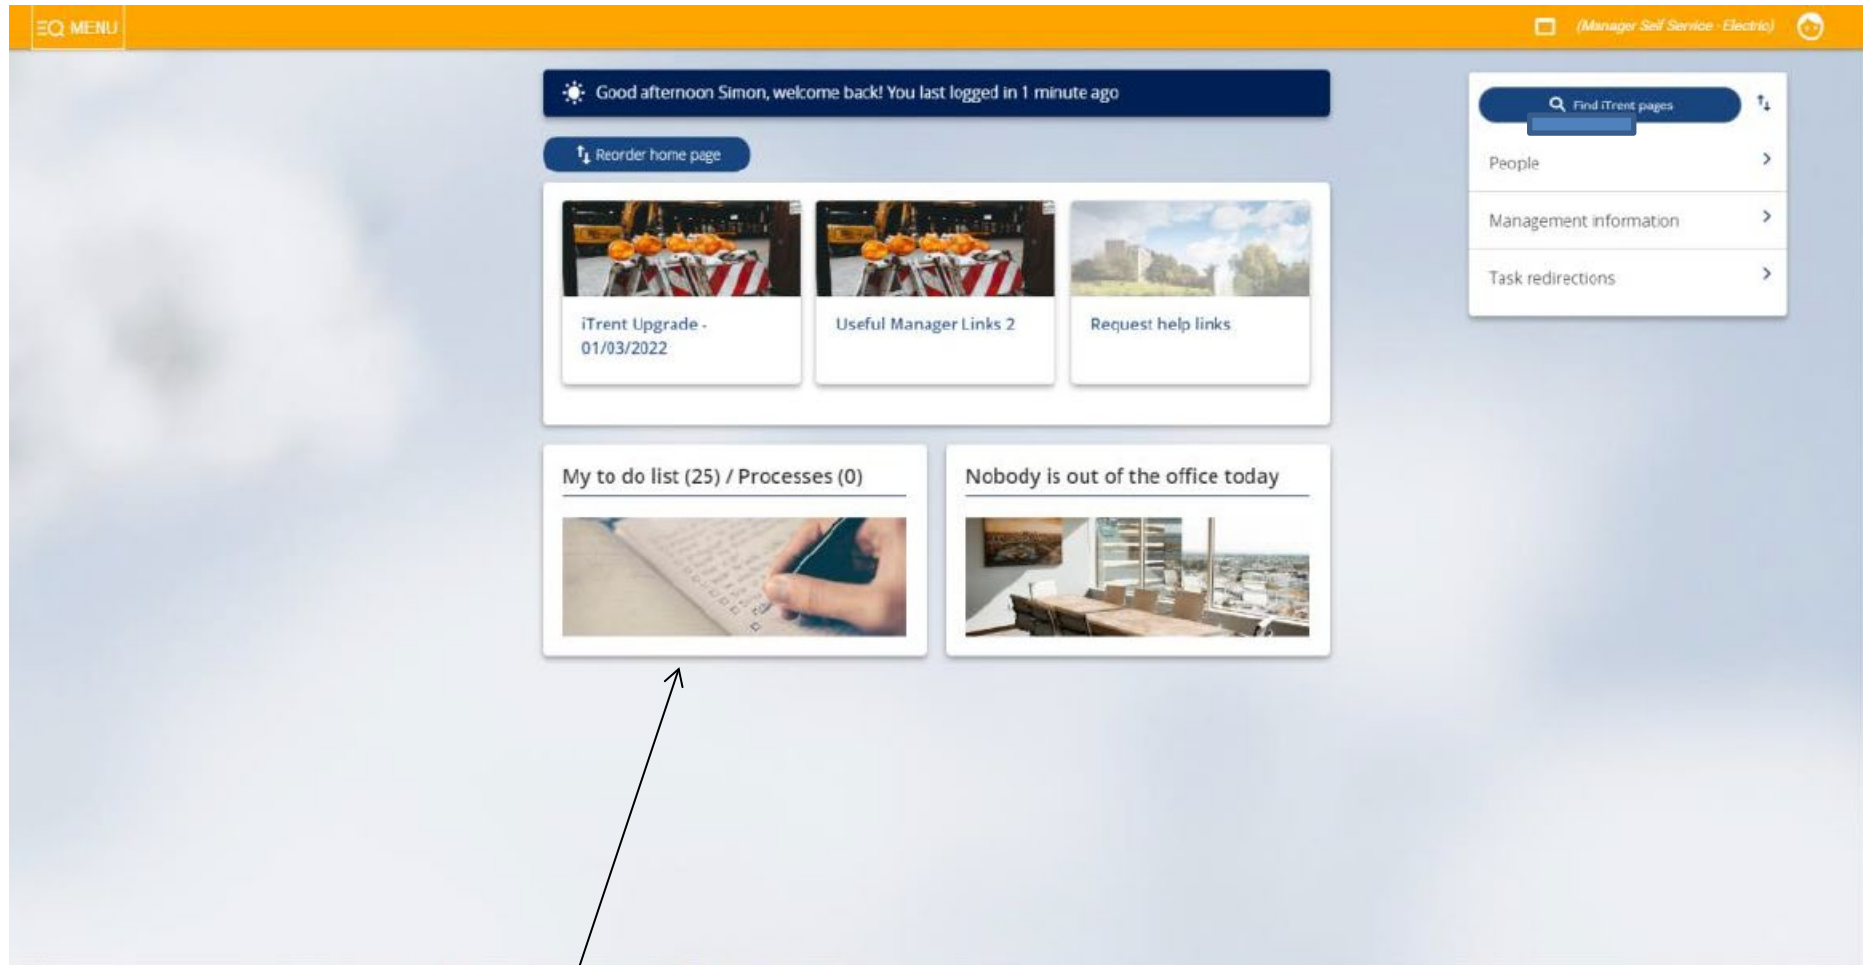 MENU
(Manager Self Service - Electric)
Good afternoon Simon, welcome back! You last logged in 1 minute ago
Find iTrent pages
Reorder home page
People
Management information
Task redirections
iTrent Upgrade -
01/03/2022
Useful Manager Links 2
Request help links
My to do list (25) / Processes (0)
Nobody is out of the office today